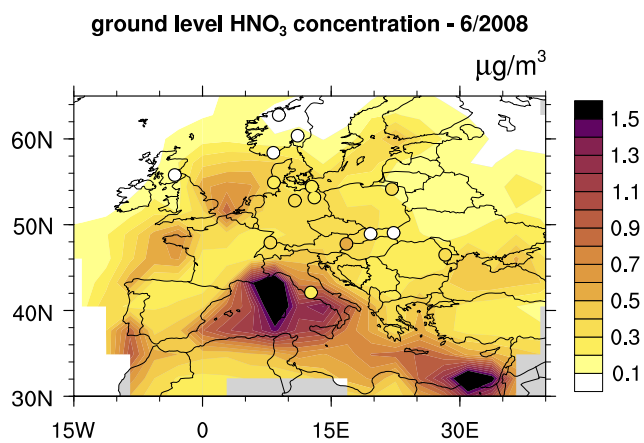 ground level HNO₃ concentration - 6/2008
µg/m³
60N
50N
40N
30N
15W 0 15E 30E
1.5
1.3
1.1
0.9
0.7
0.5
0.3
0.1